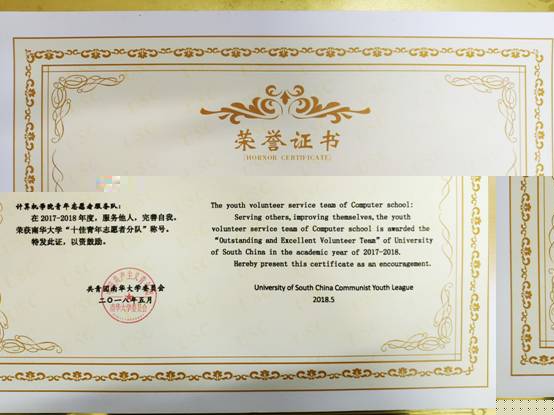 荣誉证书
(HORNOR CERTIFICATE)
计算机学院青年志愿者服务队:
在2017-2018年度,服务他人,完善自我。
荣获南华大学“十佳青年志愿者分队”称号。
特发此证,以资鼓励。
共青团南华大学委员会
二〇一八年五月
The youth volunteer service team of Computer school:
Serving others, improving themselves, the youth
volunteer service team of Computer school is awarded the
“Outstanding and Excellent Volunteer Team” of University
of South China in the academic year of 2017-2018.
Hereby present this certificate as an encouragement.
University of South China Communist Youth League
2018.5